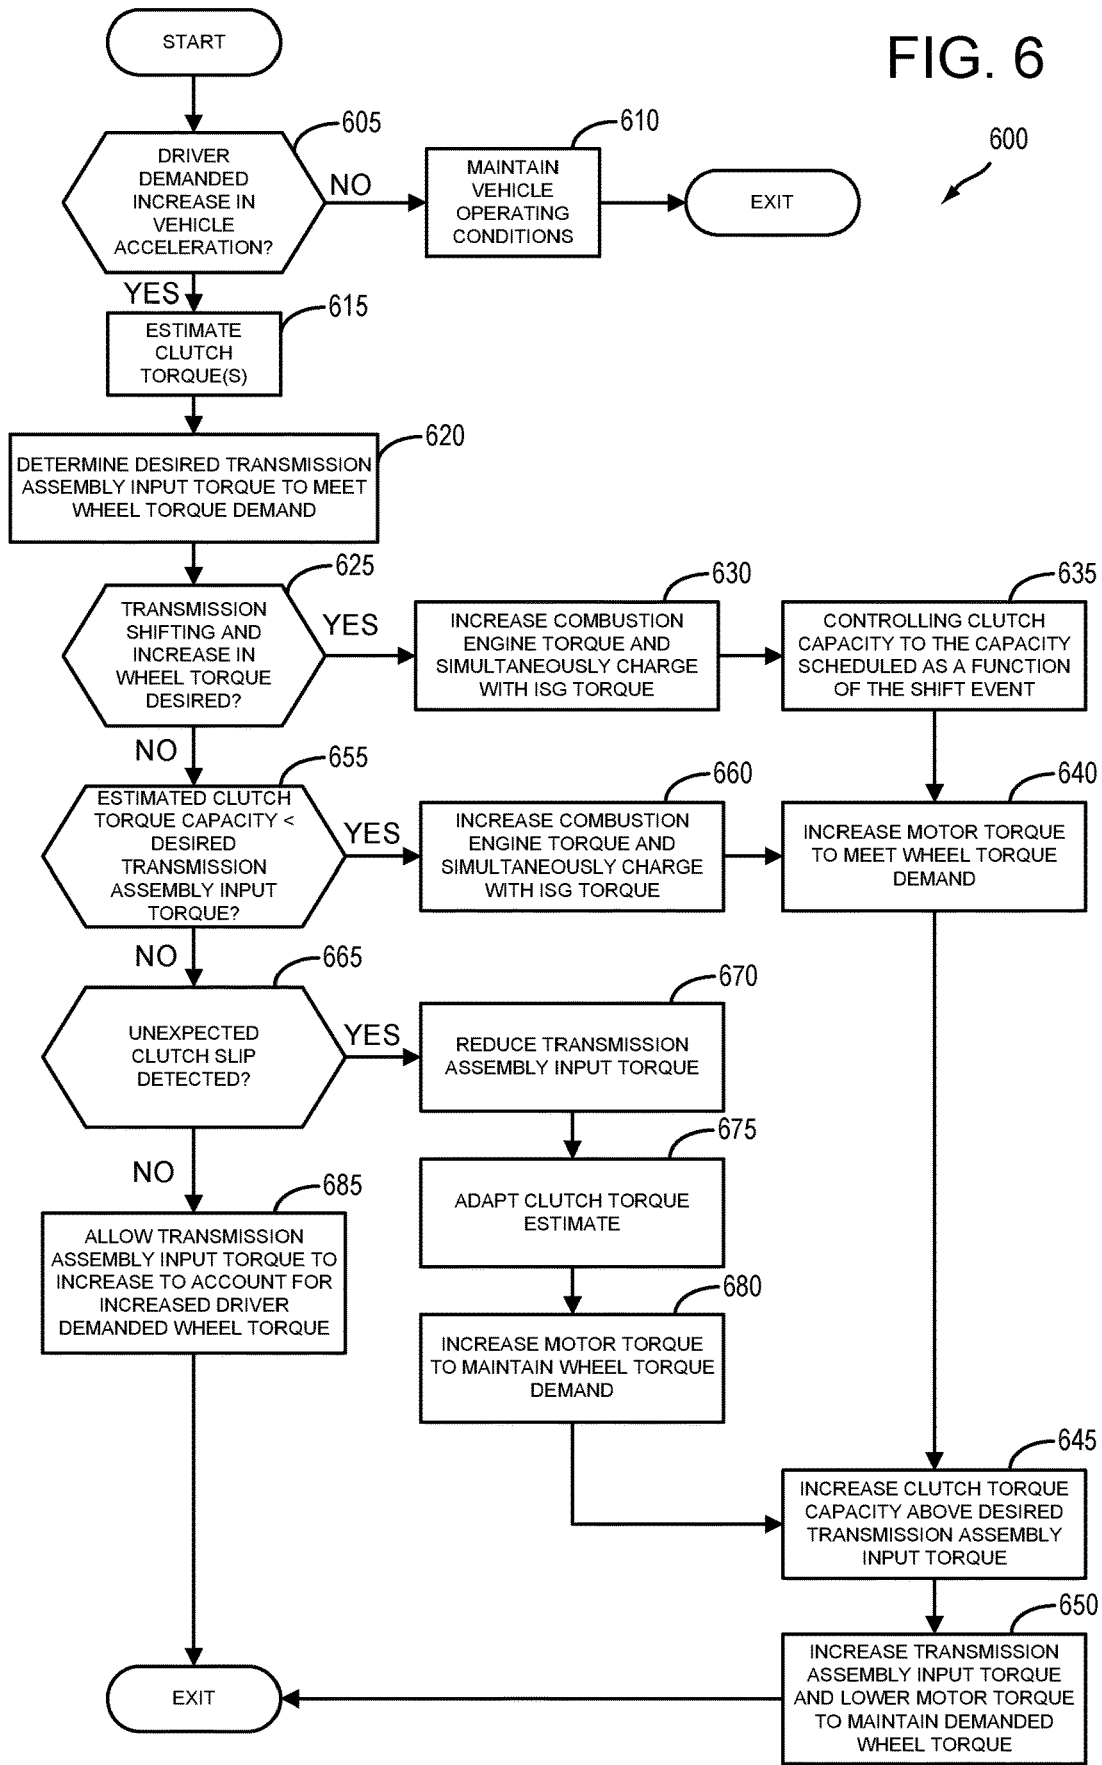 START
FIG. 6
600
605
DRIVER
DEMANDED
INCREASE IN
VEHICLE
ACCELERATION?
NO
610
MAINTAIN
VEHICLE
OPERATING
CONDITIONS
EXIT
YES
615
ESTIMATE
CLUTCH
TORQUE(S)
620
DETERMINE DESIRED TRANSMISSION
ASSEMBLY INPUT TORQUE TO MEET
WHEEL TORQUE DEMAND
625
TRANSMISSION
SHIFTING AND
INCREASE IN
WHEEL TORQUE
DESIRED?
YES
630
INCREASE COMBUSTION
ENGINE TORQUE AND
SIMULTANEOUSLY CHARGE
WITH ISG TORQUE
635
CONTROLLING CLUTCH
CAPACITY TO THE CAPACITY
SCHEDULED AS A FUNCTION
OF THE SHIFT EVENT
NO
655
ESTIMATED CLUTCH
TORQUE CAPACITY <
DESIRED
TRANSMISSION
ASSEMBLY INPUT
TORQUE?
YES
660
INCREASE COMBUSTION
ENGINE TORQUE AND
SIMULTANEOUSLY CHARGE
WITH ISG TORQUE
640
INCREASE MOTOR TORQUE
TO MEET WHEEL TORQUE
DEMAND
NO
665
UNEXPECTED
CLUTCH SLIP
DETECTED?
YES
670
REDUCE TRANSMISSION
ASSEMBLY INPUT TORQUE
675
ADAPT CLUTCH TORQUE
ESTIMATE
680
INCREASE MOTOR TORQUE
TO MAINTAIN WHEEL TORQUE
DEMAND
NO
685
ALLOW TRANSMISSION
ASSEMBLY INPUT TORQUE TO
INCREASE TO ACCOUNT FOR
INCREASED DRIVER
DEMANDED WHEEL TORQUE
645
INCREASE CLUTCH TORQUE
CAPACITY ABOVE DESIRED
TRANSMISSION ASSEMBLY
INPUT TORQUE
650
INCREASE TRANSMISSION
ASSEMBLY INPUT TORQUE
AND LOWER MOTOR TORQUE
TO MAINTAIN DEMANDED
WHEEL TORQUE
EXIT